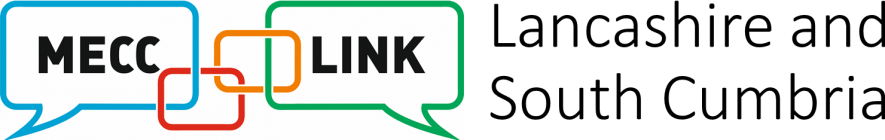 MECC LINK
Lancashire and
South Cumbria